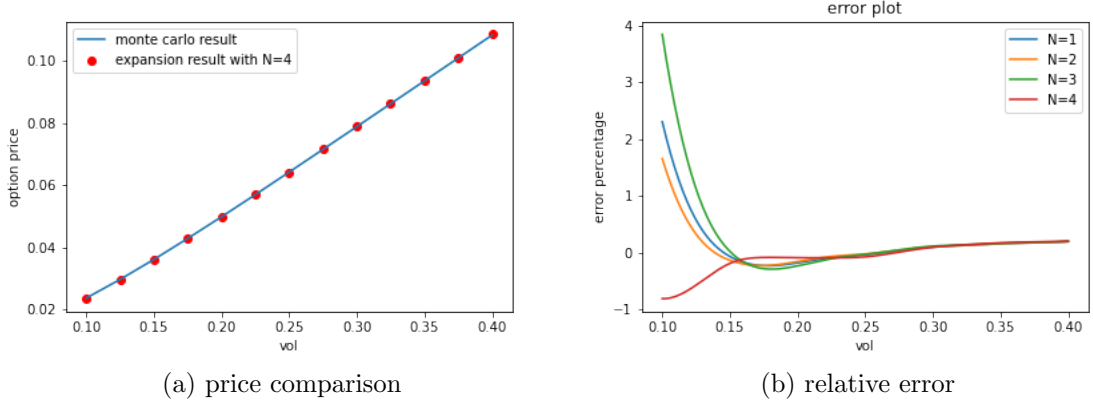 monte carlo result
expansion result with N=4
0.10
0.08
0.06
0.04
0.02
option price
0.10 0.15 0.20 0.25 0.30 0.35 0.40
vol
(a) price comparison
error plot
N=1
N=2
N=3
N=4
4
3
2
1
0
−1
error percentage
0.10 0.15 0.20 0.25 0.30 0.35 0.40
vol
(b) relative error